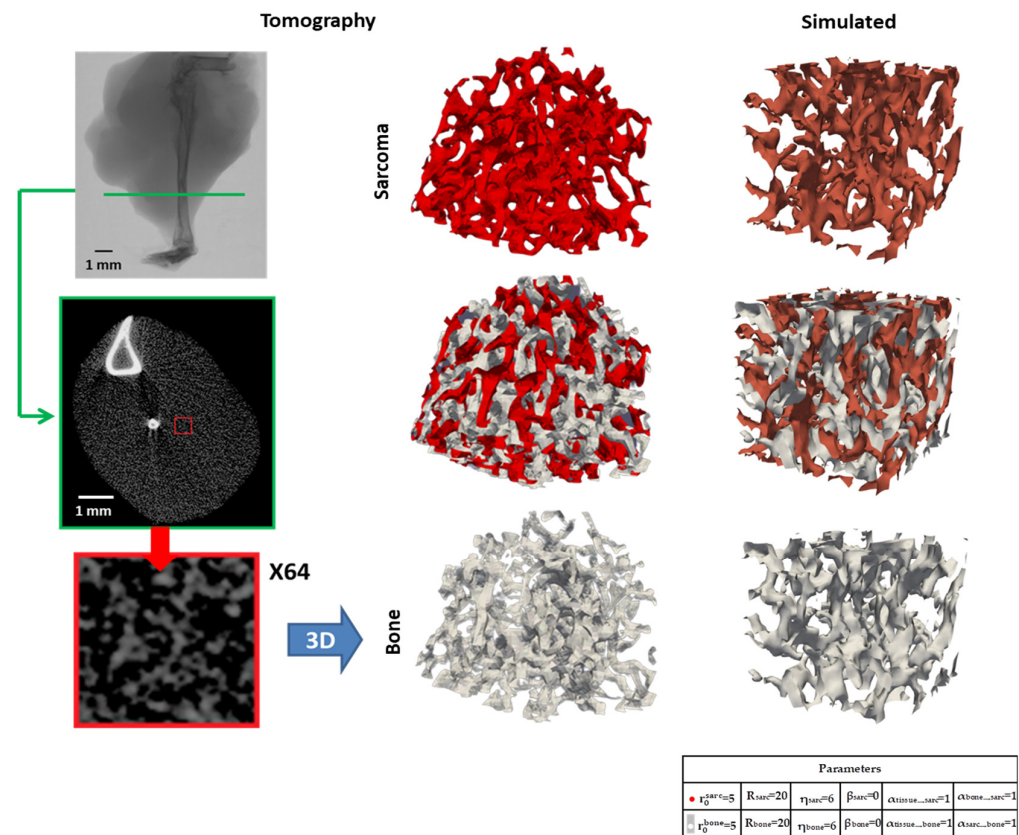 Tomography
Simulated
Sarcoma
1 mm
1 mm
X64
3D
Bone
Parameters
r₀ˢᵃʳᶜ=5 Rsarc=20 ηsarc=6 βsarc=0 αtissue→sarc=1 αbone→sarc=1
r₀ᵇᵒⁿᵉ=5 Rbone=20 ηbone=6 βbone=0 αtissue→bone=1 αsarc→bone=1